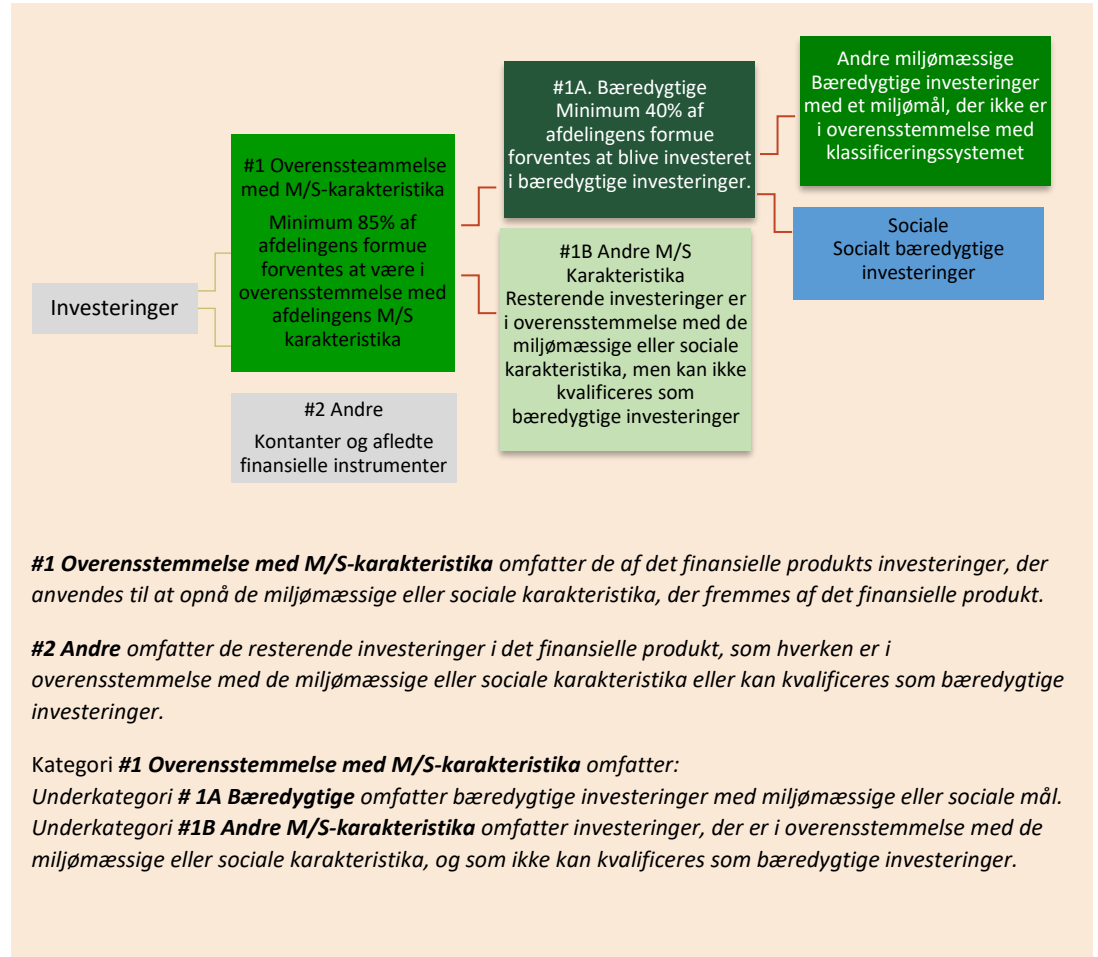 Investeringer
#1 Overenssteammelse
med M/S-karakteristika
Minimum 85% af
afdelingens formue
forventes at være i
overensstemmelse med
afdelingens M/S
karakteristika
#2 Andre
Kontanter og afledte
finansielle instrumenter
#1A. Bæredygtige
Minimum 40% af
afdelingens formue
forventes at blive investeret
i bæredygtige investeringer.
#1B Andre M/S
Karakteristika
Resterende investeringer er
i overensstemmelse med de
miljømæssige eller sociale
karakteristika, men kan ikke
kvalificeres som
bæredygtige investeringer
Andre miljømæssige
Bæredygtige investeringer
med et miljømål, der ikke er
i overensstemmelse med
klassificeringssystemet
Sociale
Socialt bæredygtige
investeringer
#1 Overensstemmelse med M/S-karakteristika omfatter de af det finansielle produkts investeringer, der
anvendes til at opnå de miljømæssige eller sociale karakteristika, der fremmes af det finansielle produkt.
#2 Andre omfatter de resterende investeringer i det finansielle produkt, som hverken er i
overensstemmelse med de miljømæssige eller sociale karakteristika eller kan kvalificeres som bæredygtige
investeringer.
Kategori #1 Overensstemmelse med M/S-karakteristika omfatter:
Underkategori # 1A Bæredygtige omfatter bæredygtige investeringer med miljømæssige eller sociale mål.
Underkategori #1B Andre M/S-karakteristika omfatter investeringer, der er i overensstemmelse med de
miljømæssige eller sociale karakteristika, og som ikke kan kvalificeres som bæredygtige investeringer.